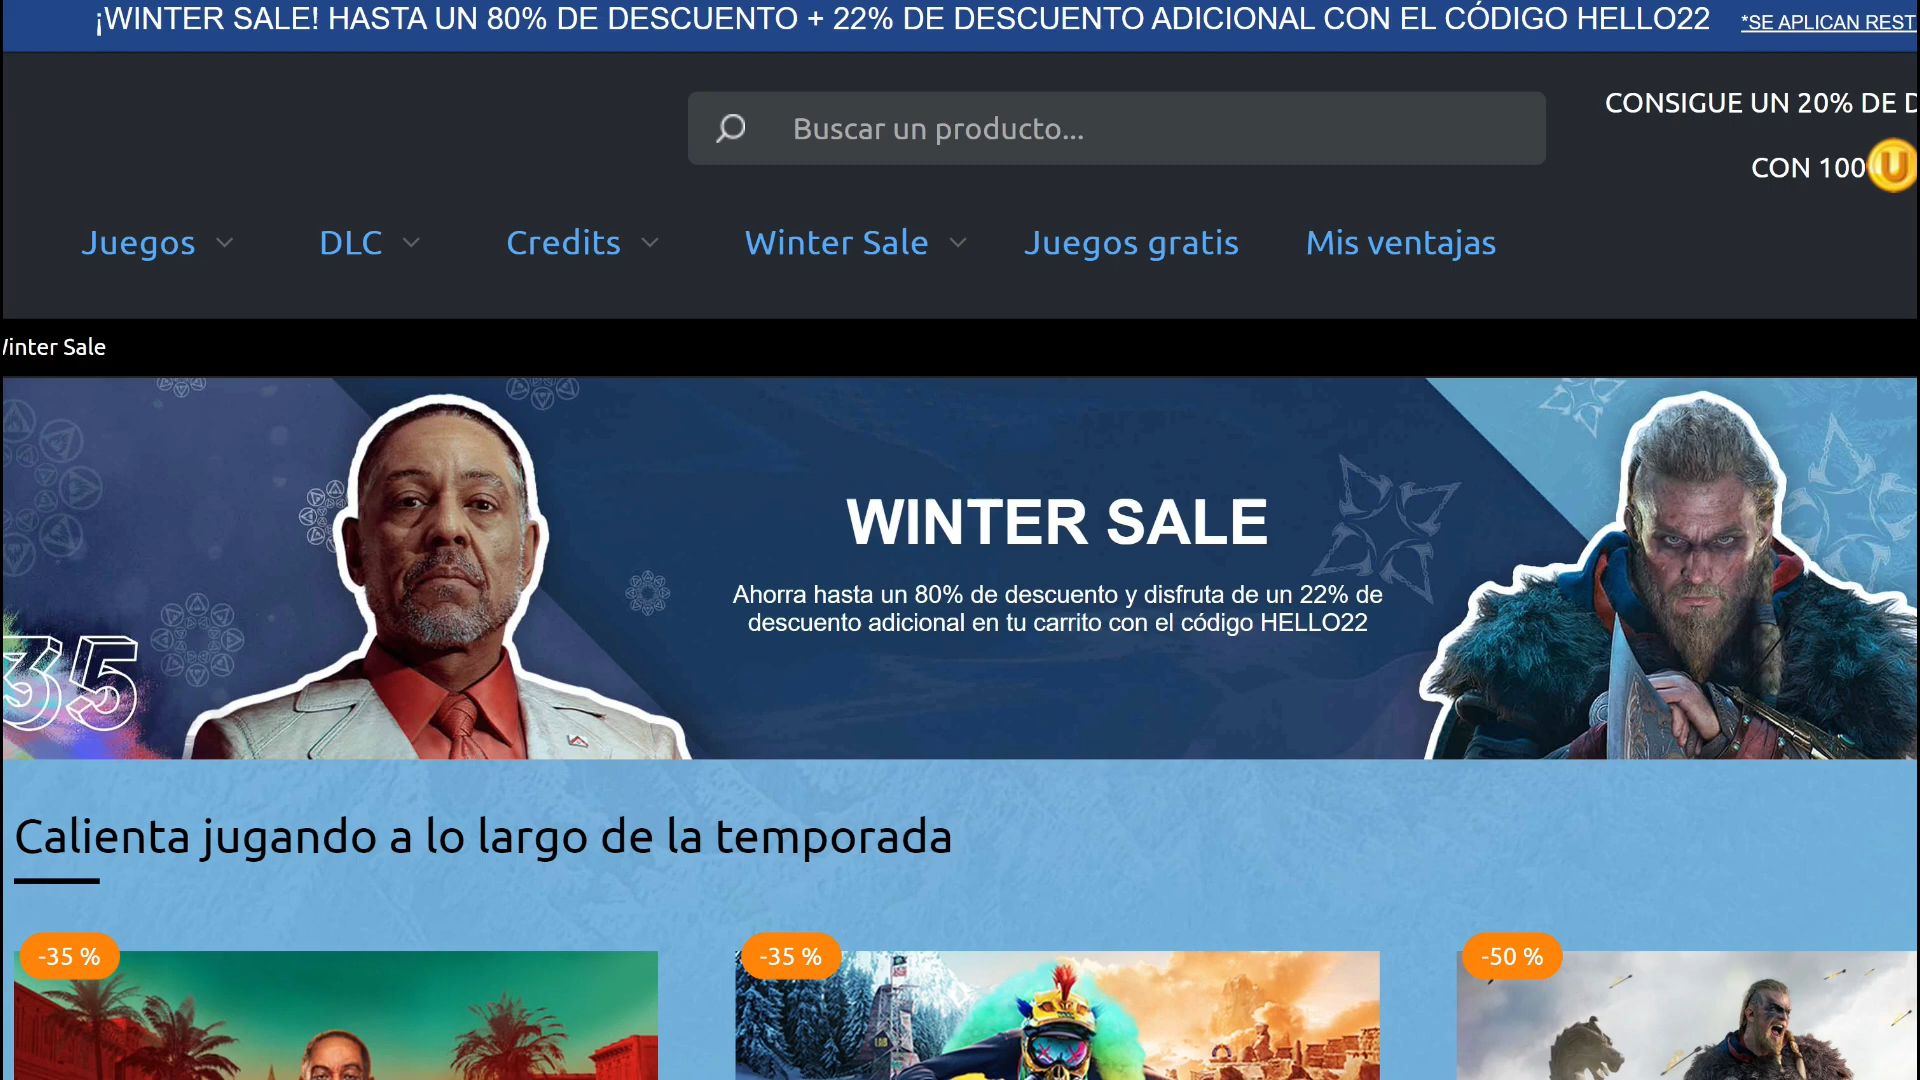 ¡WINTER SALE! HASTA UN 80% DE DESCUENTO + 22% DE DESCUENTO ADICIONAL CON EL CÓDIGO HELLO22 *SE APLICAN REST
Buscar un producto...
CONSIGUE UN 20% DE D
CON 100
Juegos DLC Credits Winter Sale Juegos gratis Mis ventajas
Winter Sale
WINTER SALE
Ahorra hasta un 80% de descuento y disfruta de un 22% de
descuento adicional en tu carrito con el código HELLO22
35
Calienta jugando a lo largo de la temporada
-35 % -35 % -50 %